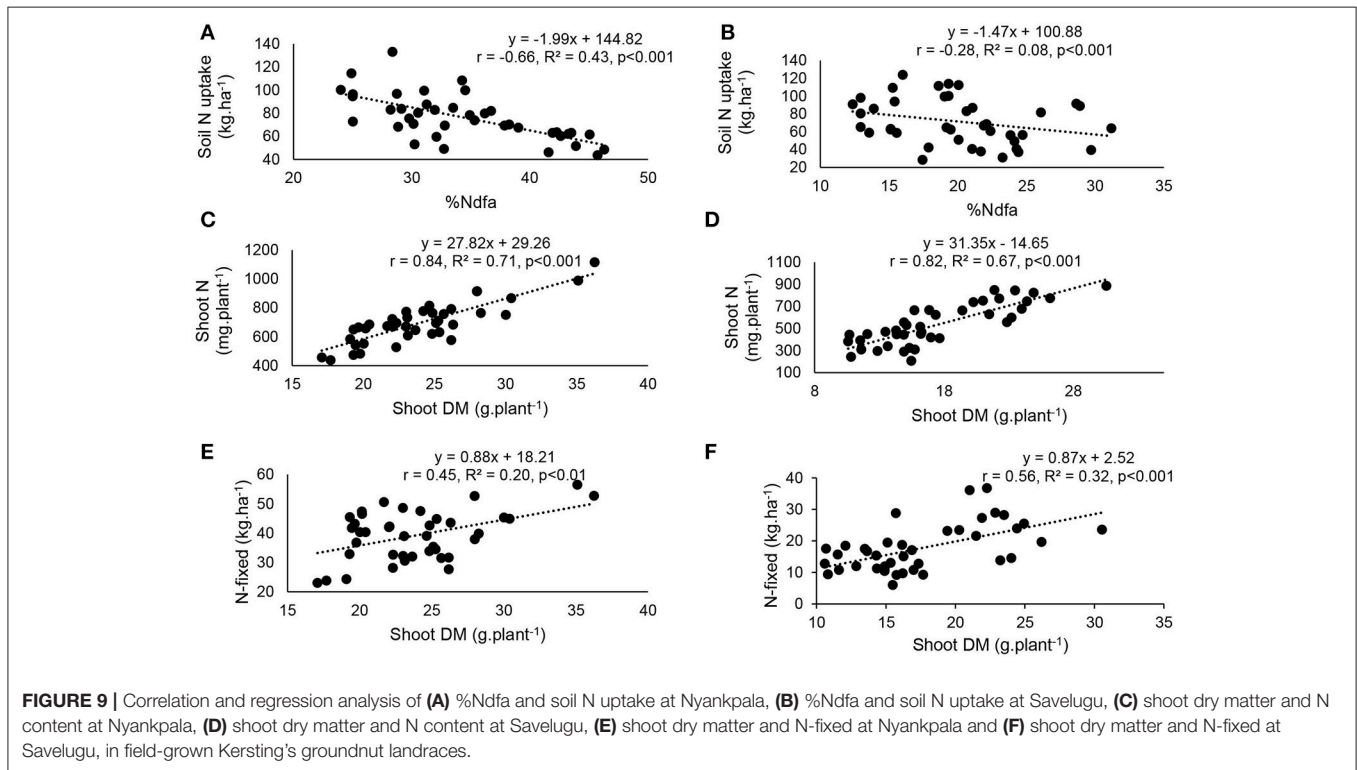 A
y = -1.99x + 144.82
r = -0.66, R² = 0.43, p<0.001
Soil N uptake
(kg.ha⁻¹)
140
120
100
80
60
40
20
30
40
50
%Ndfa
B
y = -1.47x + 100.88
r = -0.28, R² = 0.08, p<0.001
Soil N uptake
(kg.ha⁻¹)
140
120
100
80
60
40
20
10
15
20
25
30
35
%Ndfa
C
y = 27.82x + 29.26
r = 0.84, R² = 0.71, p<0.001
Shoot N
(mg.plant⁻¹)
1200
1000
800
600
400
15
20
25
30
35
40
Shoot DM (g.plant⁻¹)
D
y = 31.35x - 14.65
r = 0.82, R² = 0.67, p<0.001
Shoot N
(mg.plant⁻¹)
1100
900
700
500
300
100
8
18
28
Shoot DM (g.plant⁻¹)
E
y = 0.88x + 18.21
r = 0.45, R² = 0.20, p<0.01
N-fixed (kg.ha⁻¹)
60
50
40
30
20
15
20
25
30
35
40
Shoot DM (g.plant⁻¹)
F
y = 0.87x + 2.52
r = 0.56, R² = 0.32, p<0.001
N-fixed (kg.ha⁻¹)
40
30
20
10
0
10
15
20
25
30
35
Shoot DM (g.plant⁻¹)
FIGURE 9 | Correlation and regression analysis of (A) %Ndfa and soil N uptake at Nyankpala, (B) %Ndfa and soil N uptake at Savelugu, (C) shoot dry matter and N
content at Nyankpala, (D) shoot dry matter and N content at Savelugu, (E) shoot dry matter and N-fixed at Nyankpala and (F) shoot dry matter and N-fixed at
Savelugu, in field-grown Kersting's groundnut landraces.